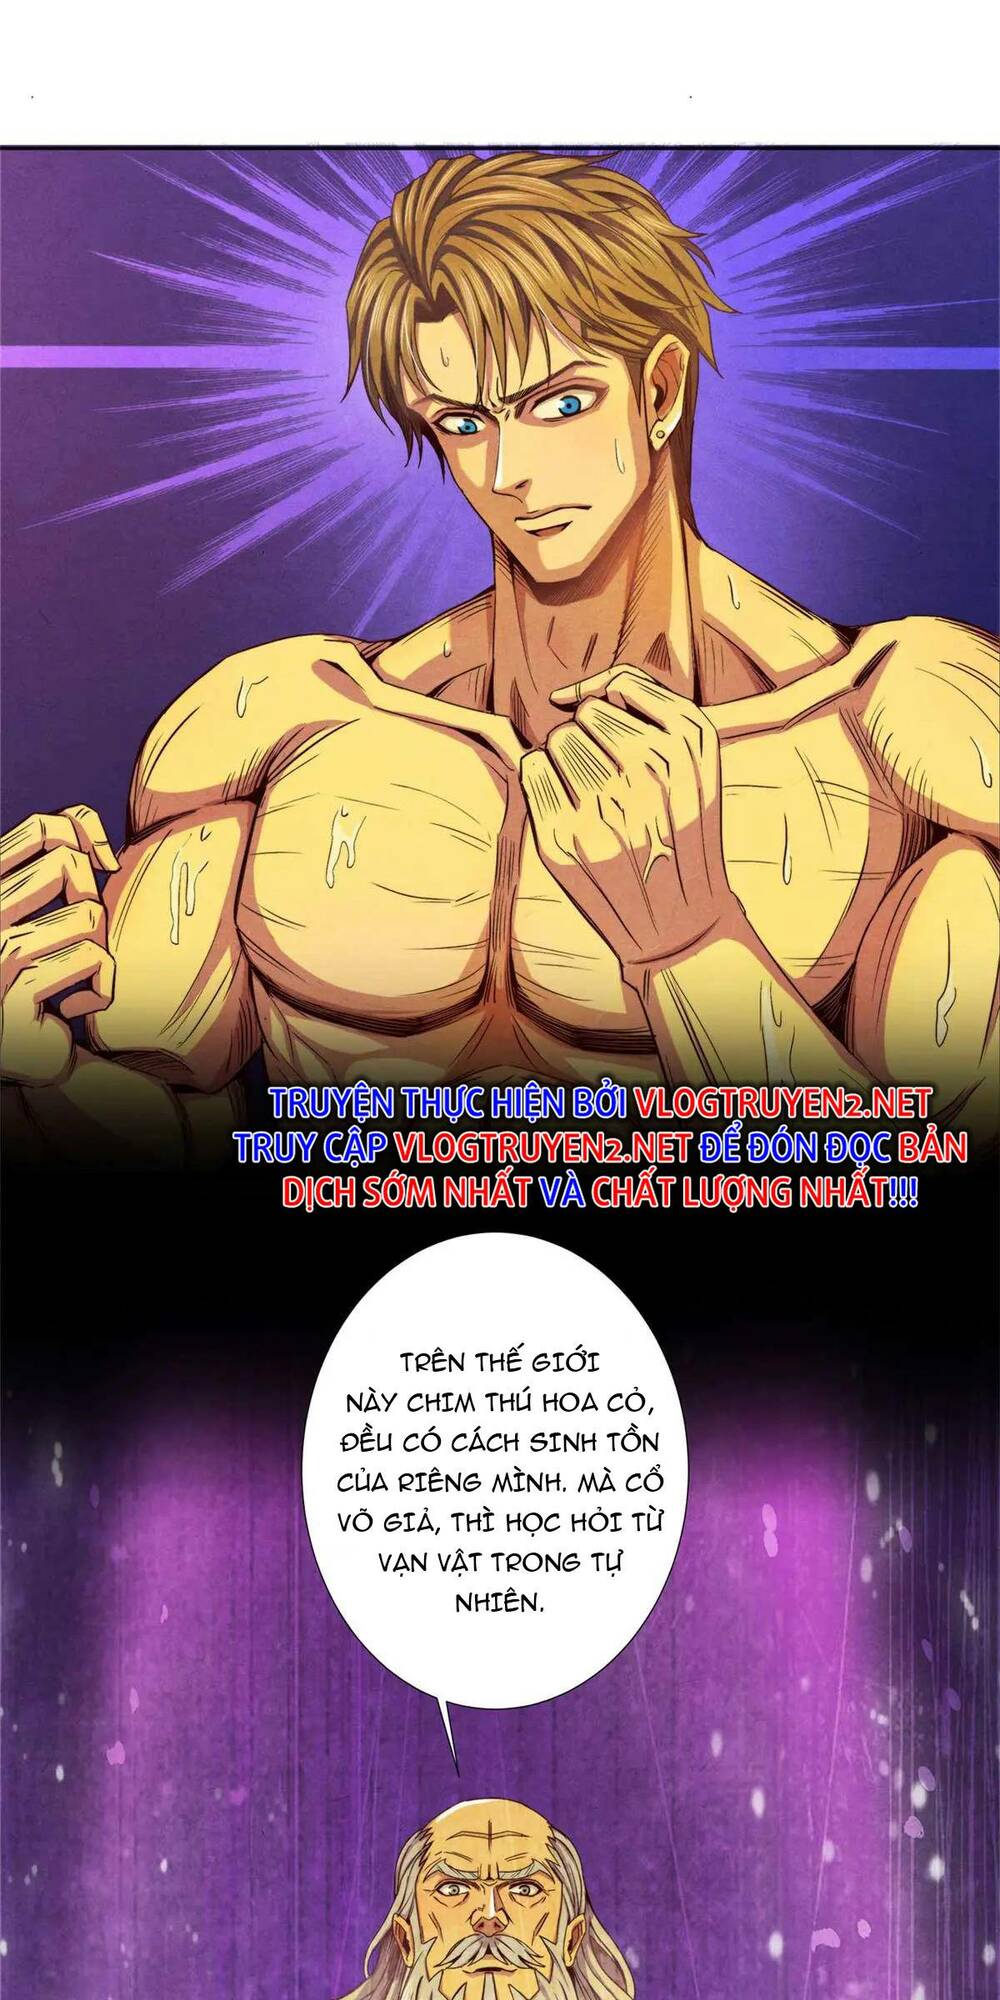 TRUYỆN THỰC HIỆN BỞI VLOGTRUYEN2.NET
TRUY CẬP VLOGTRUYEN2.NET ĐỂ ĐÓN ĐỌC BẢN
DỊCH SỚM NHẤT VÀ CHẤT LƯỢNG NHẤT!!!
TRÊN THẾ GIỚI
NÀY CHIM THÚ HOA CỎ,
ĐỀU CÓ CÁCH SINH TỒN
CỦA RIÊNG MÌNH. MÀ CỔ
VÕ GIẢ, THÌ HỌC HỎI TỪ
VẠN VẬT TRONG TỰ
NHIÊN.